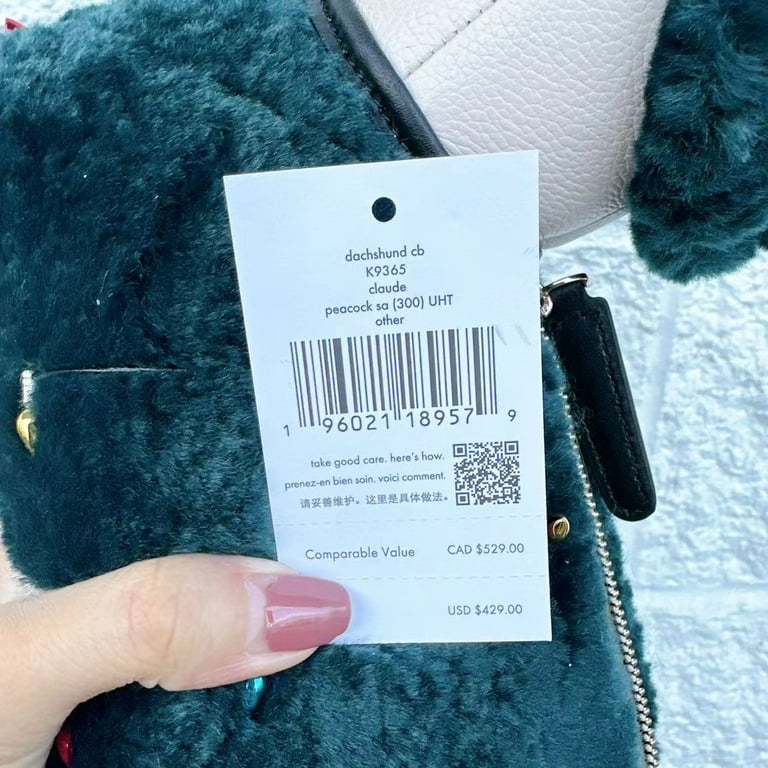 dachshund cb
K9365
claude
peacock sa (300) UHT
other
1 96021 18957 9
take good care. here's how.
prenez-en bien soin. voici comment.
请妥善维护。这里是具体做法。
Comparable Value CAD $529.00
USD $429.00